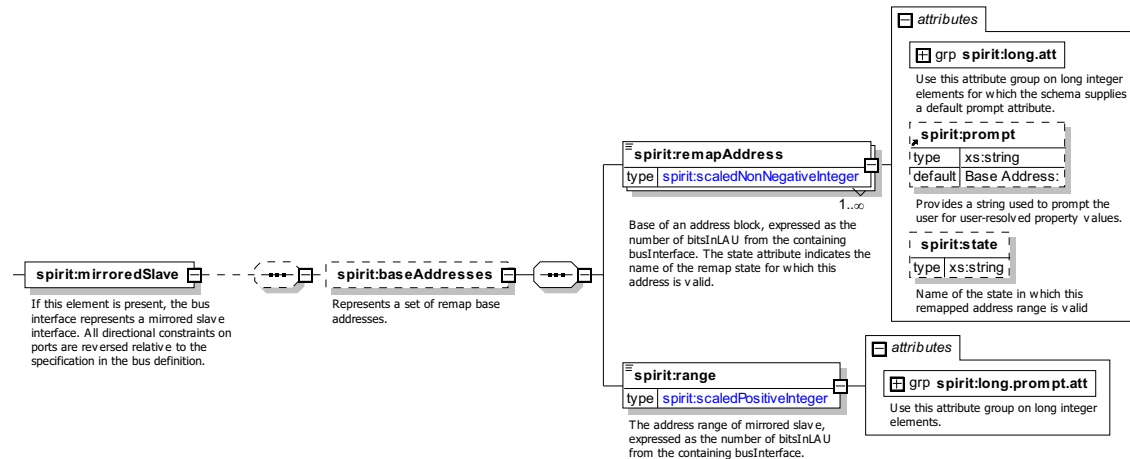 spirit:mirroredSlave
If this element is present, the bus
interface represents a mirrored slave
interface. All directional constraints on
ports are reversed relative to the
specification in the bus definition.
spirit:baseAddresses
Represents a set of remap base
addresses.
spirit:remapAddress
type spirit:scaledNonNegativeInteger
1..∞
Base of an address block, expressed as the
number of bitsInLAU from the containing
busInterface. The state attribute indicates the
name of the remap state for which this
address is valid.
attributes
grp spirit:long.att
Use this attribute group on long integer
elements for which the schema supplies
a default prompt attribute.
spirit:prompt
type xs:string
default Base Address:
Provides a string used to prompt the
user for user-resolved property values.
spirit:state
type xs:string
Name of the state in which this
remapped address range is valid
spirit:range
type spirit:scaledPositiveInteger
The address range of mirrored slave,
expressed as the number of bitsInLAU
from the containing busInterface.
attributes
grp spirit:long.prompt.att
Use this attribute group on long integer
elements.